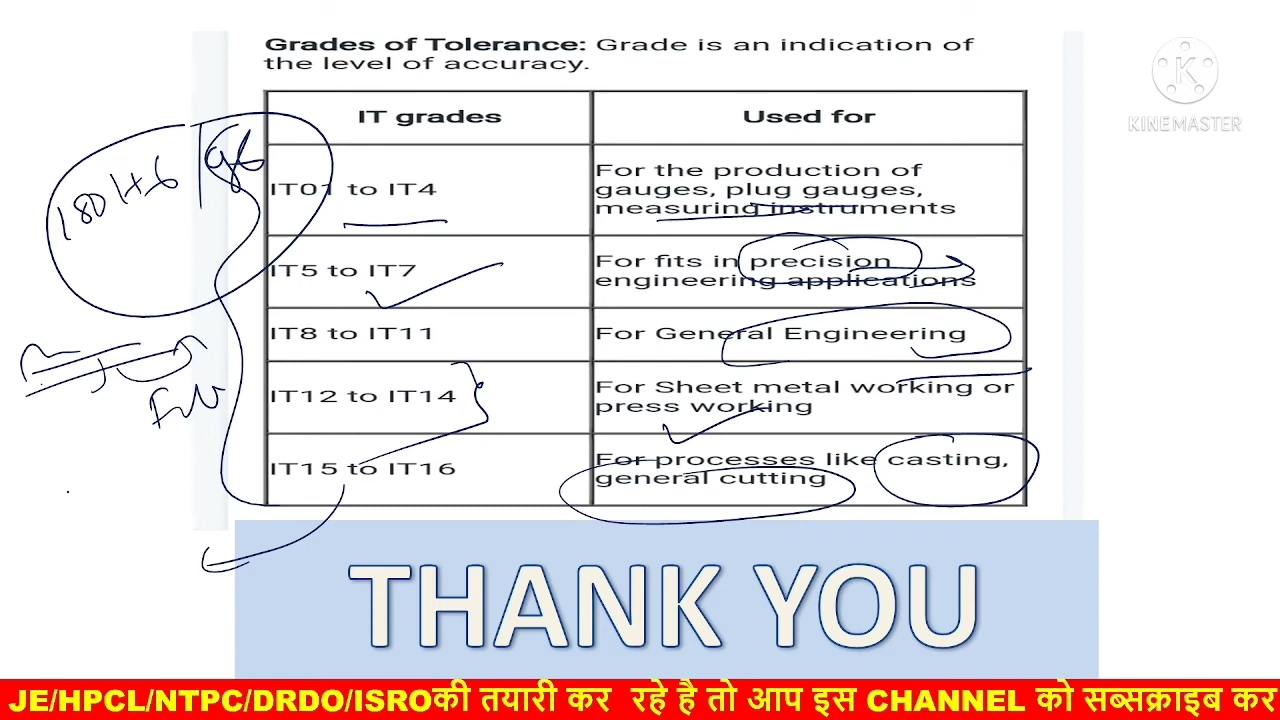 Grades of Tolerance: Grade is an indication of
the level of accuracy.
KINEMASTER
IT grades
Used for
180 H6
g6
IT01 to IT4
For the production of
gauges, plug gauges,
measuring instruments
IT5 to IT7
For fits in precision
engineering applications
IT8 to IT11
For General Engineering
IT12 to IT14
For Sheet metal working or
press working
IT15 to IT16
For processes like casting,
general cutting
THANK YOU
JE/HPCL/NTPC/DRDO/ISROकी तयारी कर रहे है तो आप इस CHANNEL को सब्सक्राइब कर